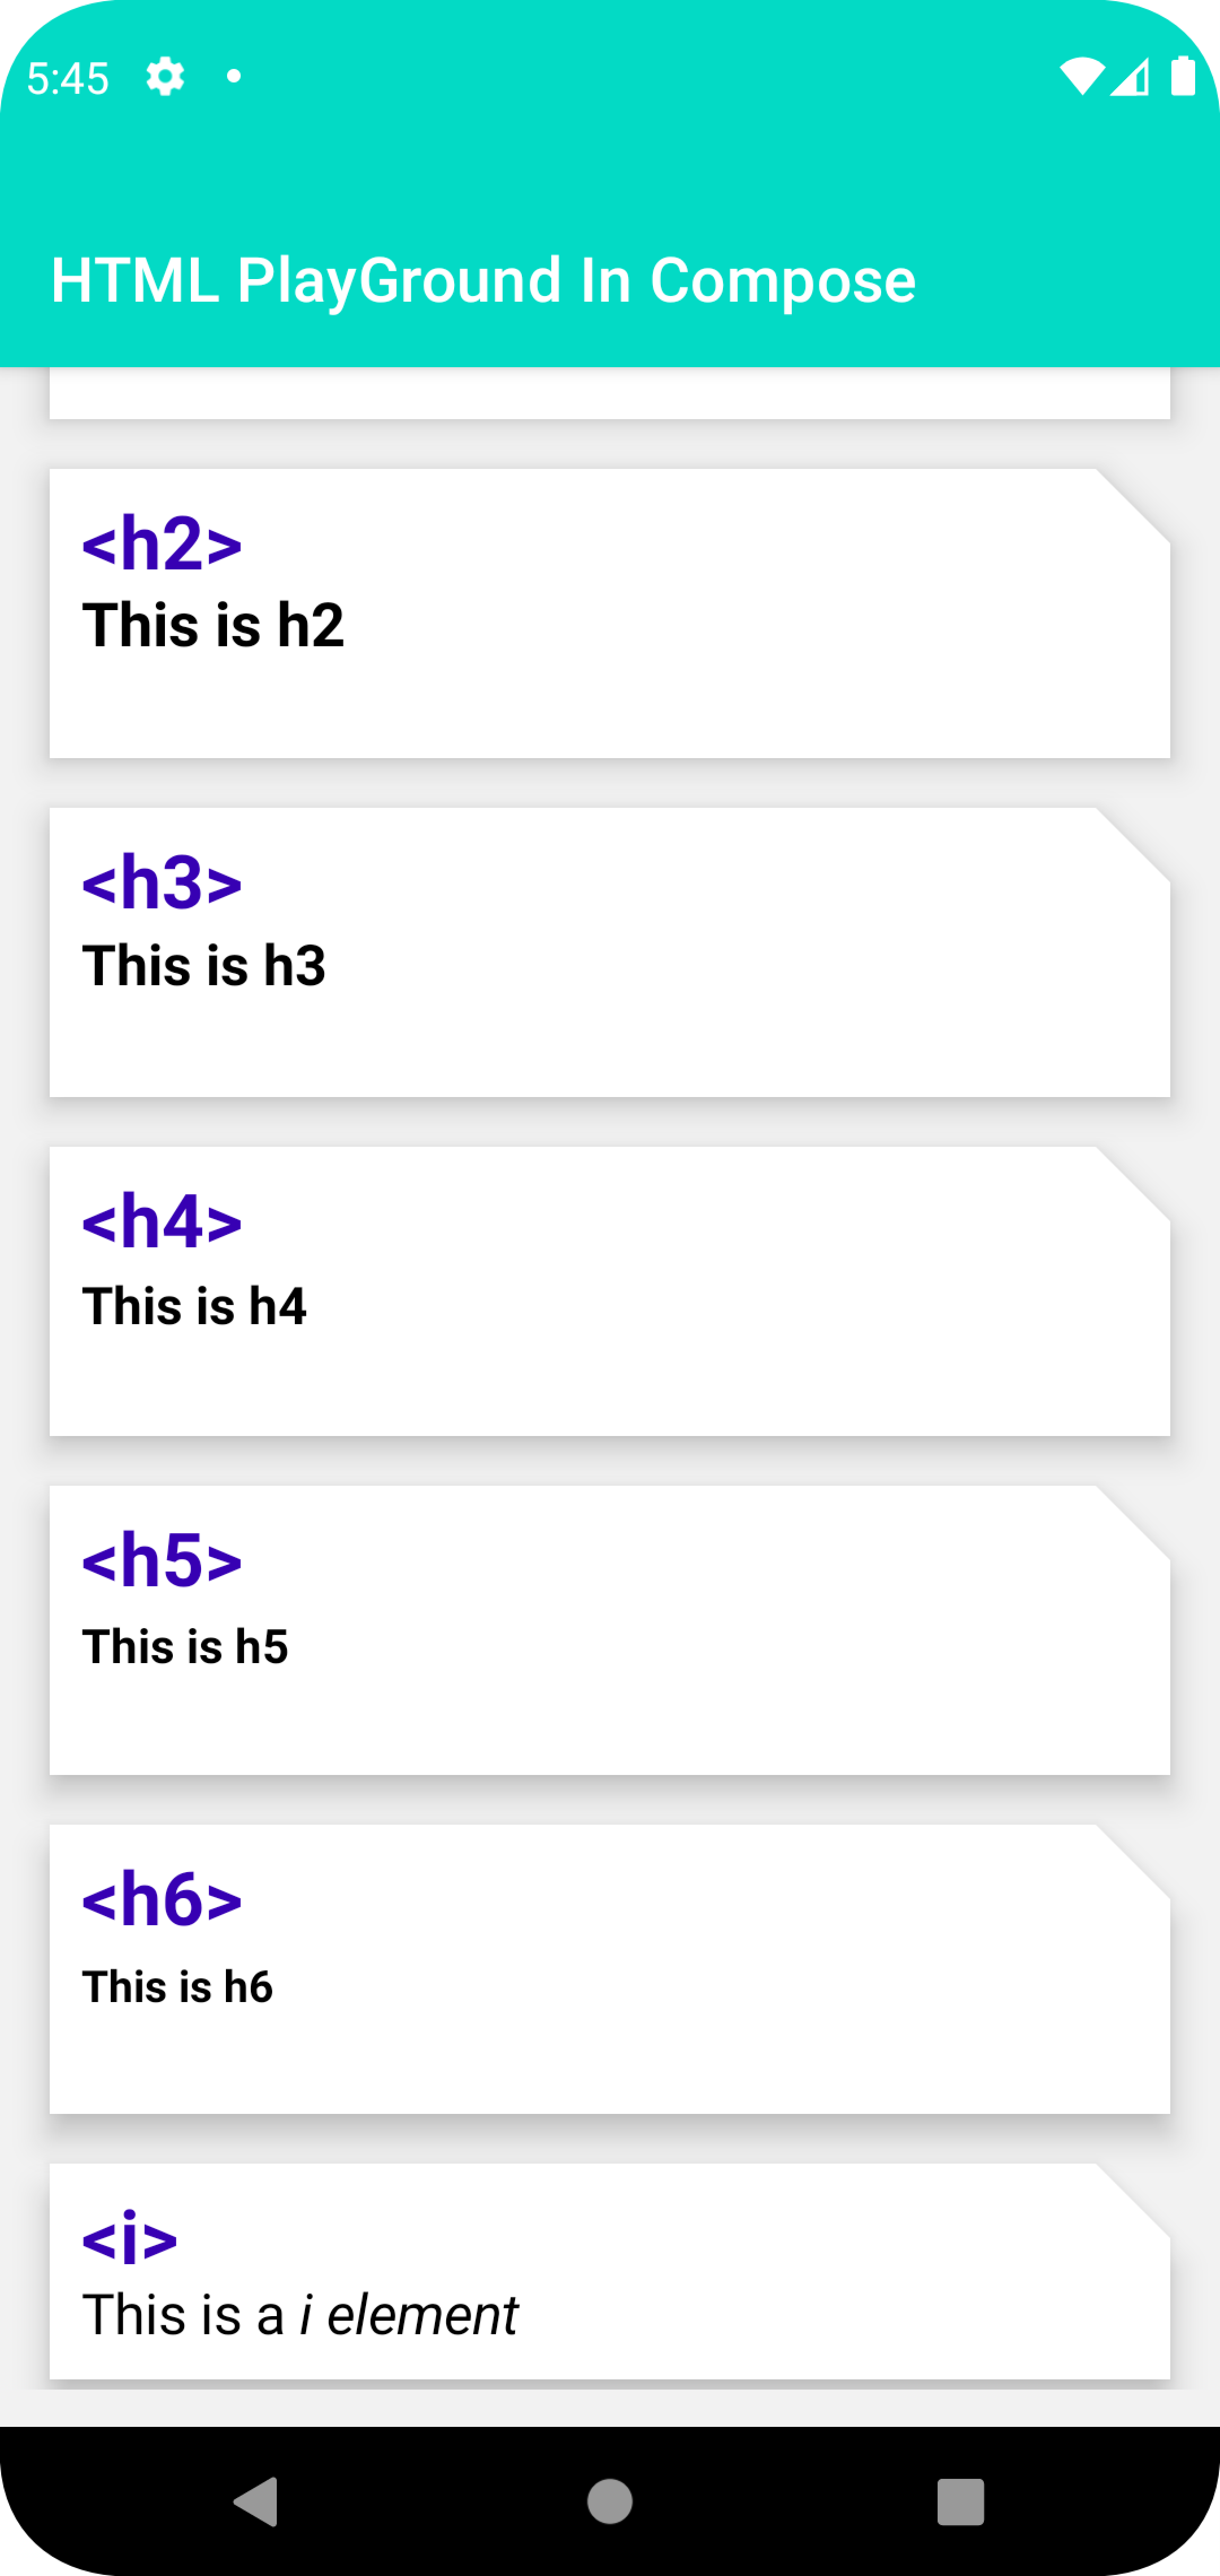 5:45
HTML PlayGround In Compose
<h2>
This is h2
<h3>
This is h3
<h4>
This is h4
<h5>
This is h5
<h6>
This is h6
<i>
This is a i element